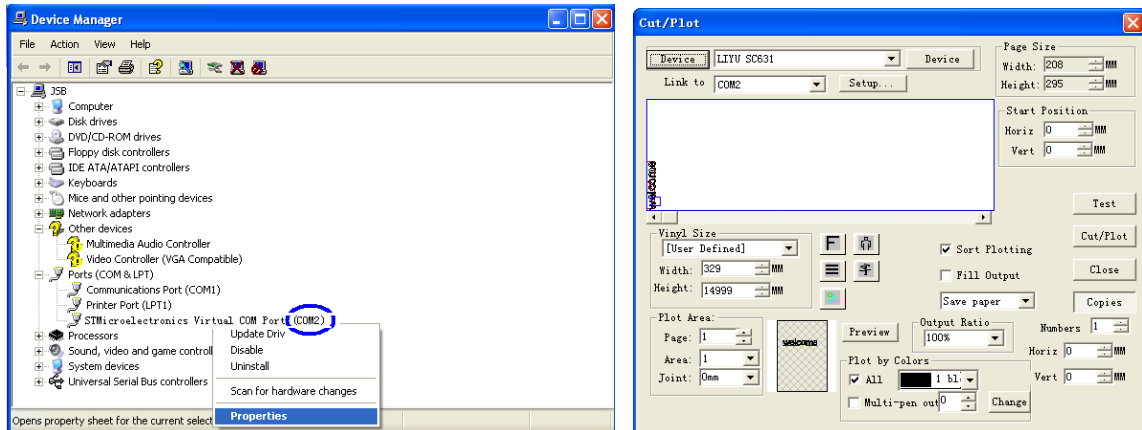 Device Manager
File Action View Help
JSB
Computer
Disk drives
DVD/CD-ROM drives
Floppy disk controllers
IDE ATA/ATAPI controllers
Keyboards
Mice and other pointing devices
Network adapters
Other devices
Multimedia Audio Controller
Video Controller (VGA Compatible)
Ports (COM & LPT)
Communications Port (COM1)
Printer Port (LPT1)
STMicroelectronics Virtual COM Port (COM2)
Processors
Sound, video and game controll
System devices
Universal Serial Bus controllers
Update Driv
Disable
Uninstall
Scan for hardware changes
Properties
Opens property sheet for the current select
Cut/Plot
Device LIYU SC631 Device
Link to COM2 Setup...
Page Size
Width: 208 MM
Height: 295 MM
Start Position
Horiz 0 MM
Vert 0 MM
Vinyl Size
[User Defined]
Width: 329 MM
Height: 14999 MM
Sort Plotting
Fill Output
Save paper
Test
Cut/Plot
Close
Copies
Plot Area:
Page: 1
Area: 1
Joint: 0mm
welcome
Preview
Output Ratio
100%
Plot by Colors
All 1 bl
Multi-pen out 0 Change
Numbers 1
Horiz 0 MM
Vert 0 MM